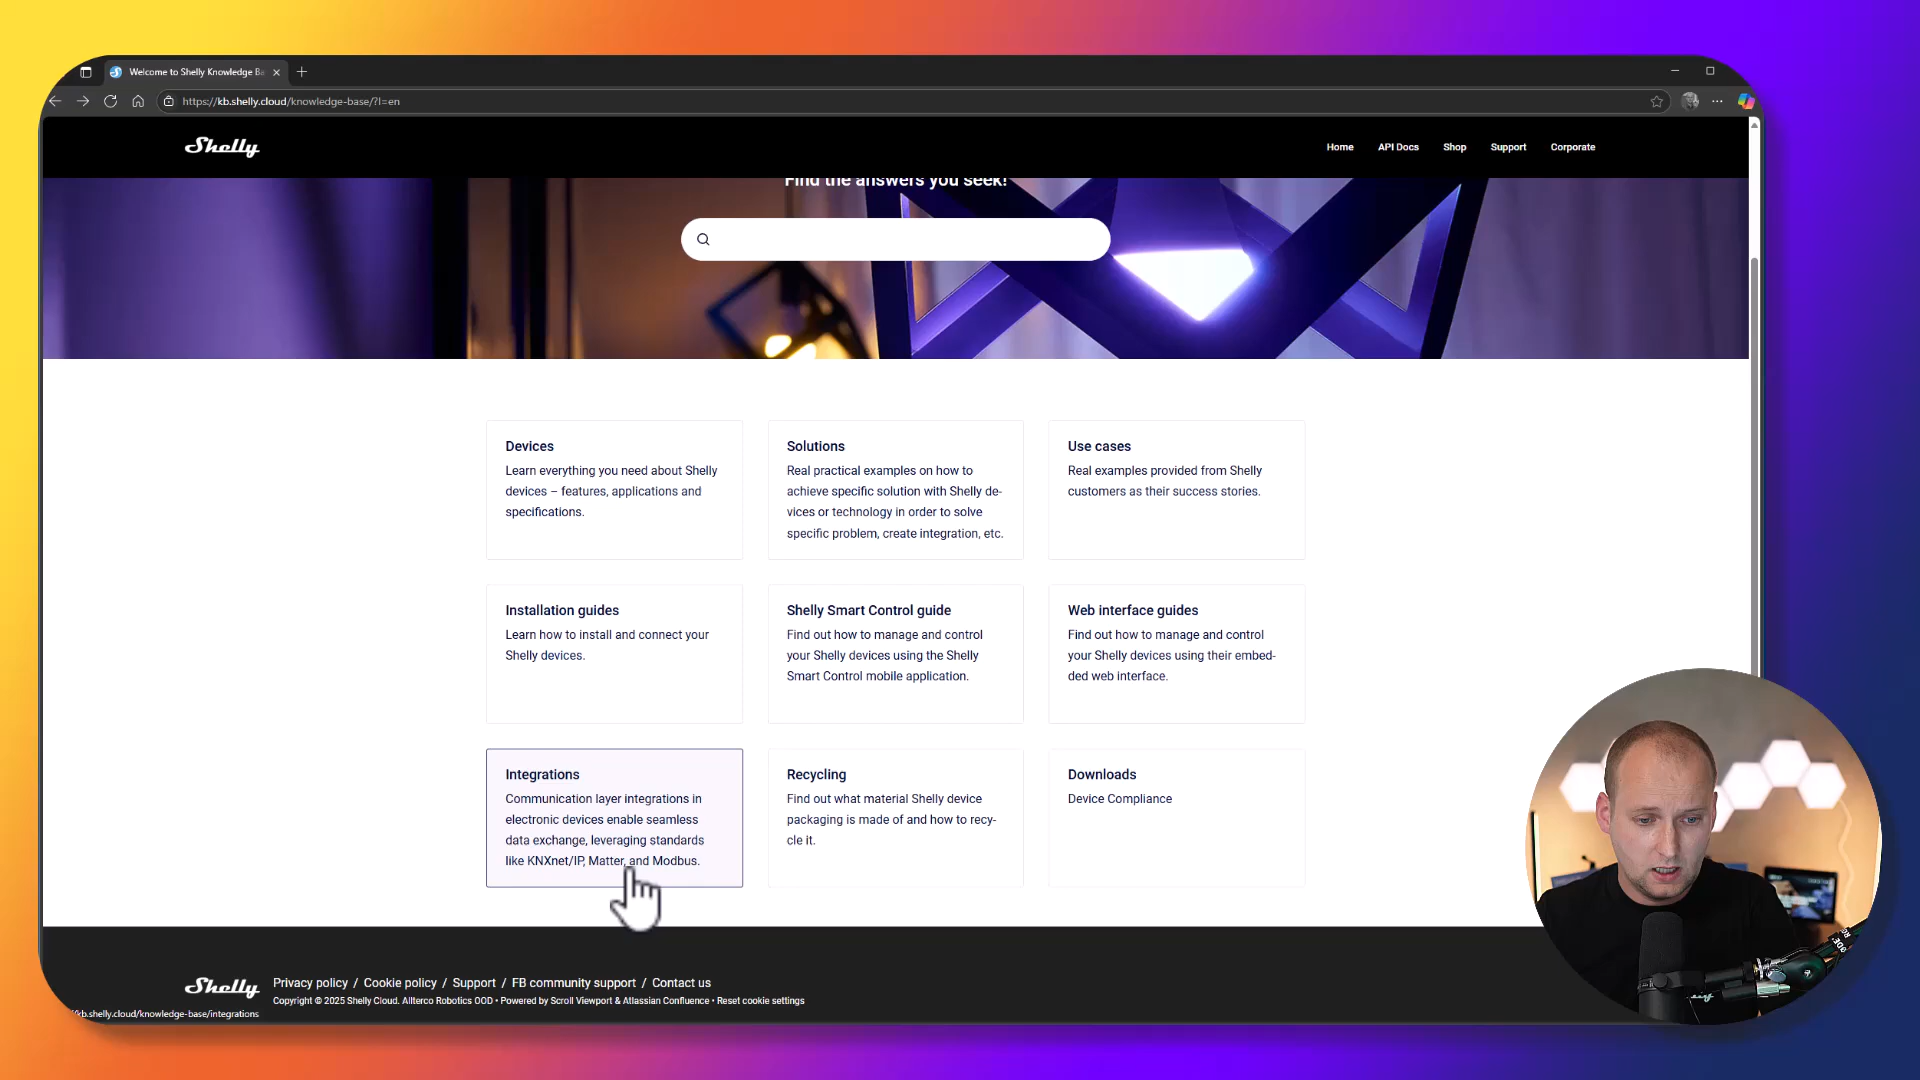 Welcome to Shelly Knowledge Ba
https://kb.shelly.cloud/knowledge-base/?l=en
Shelly
Home
API Docs
Shop
Support
Corporate
Find the answers you seek!
Devices
Learn everything you need about Shelly
devices – features, applications and
specifications.
Solutions
Real practical examples on how to
achieve specific solution with Shelly de-
vices or technology in order to solve
specific problem, create integration, etc.
Use cases
Real examples provided from Shelly
customers as their success stories.
Installation guides
Learn how to install and connect your
Shelly devices.
Shelly Smart Control guide
Find out how to manage and control
your Shelly devices using the Shelly
Smart Control mobile application.
Web interface guides
Find out how to manage and control
your Shelly devices using their embed-
ded web interface.
Integrations
Communication layer integrations in
electronic devices enable seamless
data exchange, leveraging standards
like KNXnet/IP, Matter, and Modbus.
Recycling
Find out what material Shelly device
packaging is made of and how to recy-
cle it.
Downloads
Device Compliance
Shelly
Privacy policy / Cookie policy / Support / FB community support / Contact us
Copyright © 2025 Shelly Cloud. Allterco Robotics OOD • Powered by Scroll Viewport & Atlassian Confluence • Reset cookie settings
/kb.shelly.cloud/knowledge-base/integrations